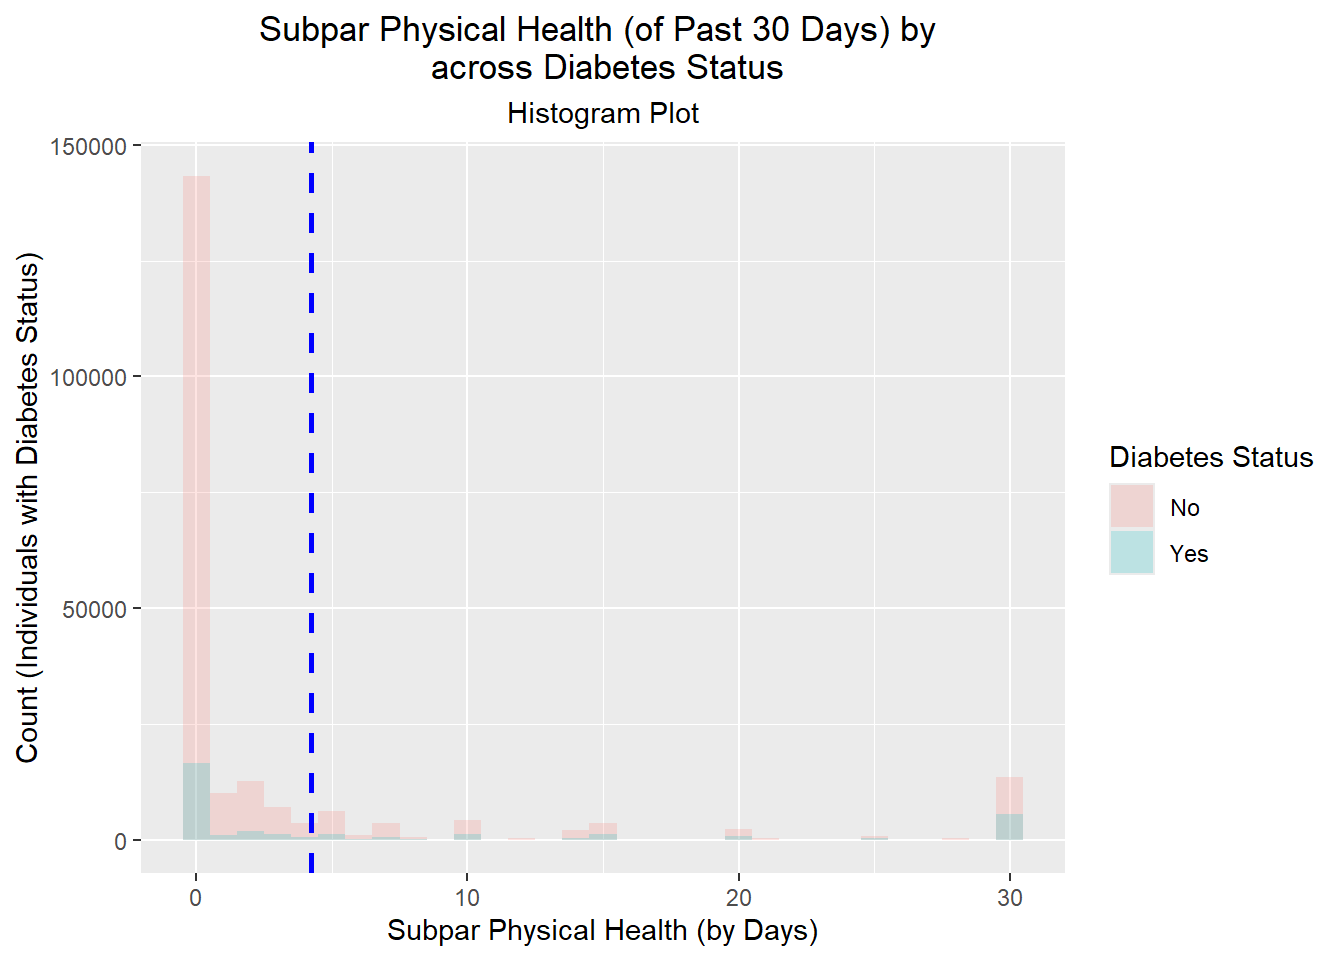 Subpar Physical Health (of Past 30 Days) by
across Diabetes Status
Histogram Plot
Count (Individuals with Diabetes Status)
150000
100000
50000
0
0
10
20
30
Subpar Physical Health (by Days)
Diabetes Status
No
Yes